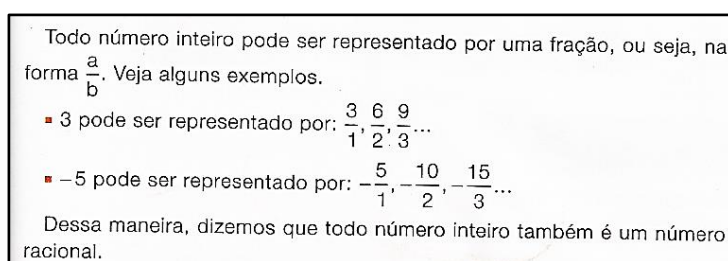 Todo número inteiro pode ser representado por uma fração, ou seja, na
forma a/b. Veja alguns exemplos.
▪ 3 pode ser representado por: 3/1, 6/2, 9/3...
▪ –5 pode ser representado por: –5/1, –10/2, –15/3...
Dessa maneira, dizemos que todo número inteiro também é um número
racional.